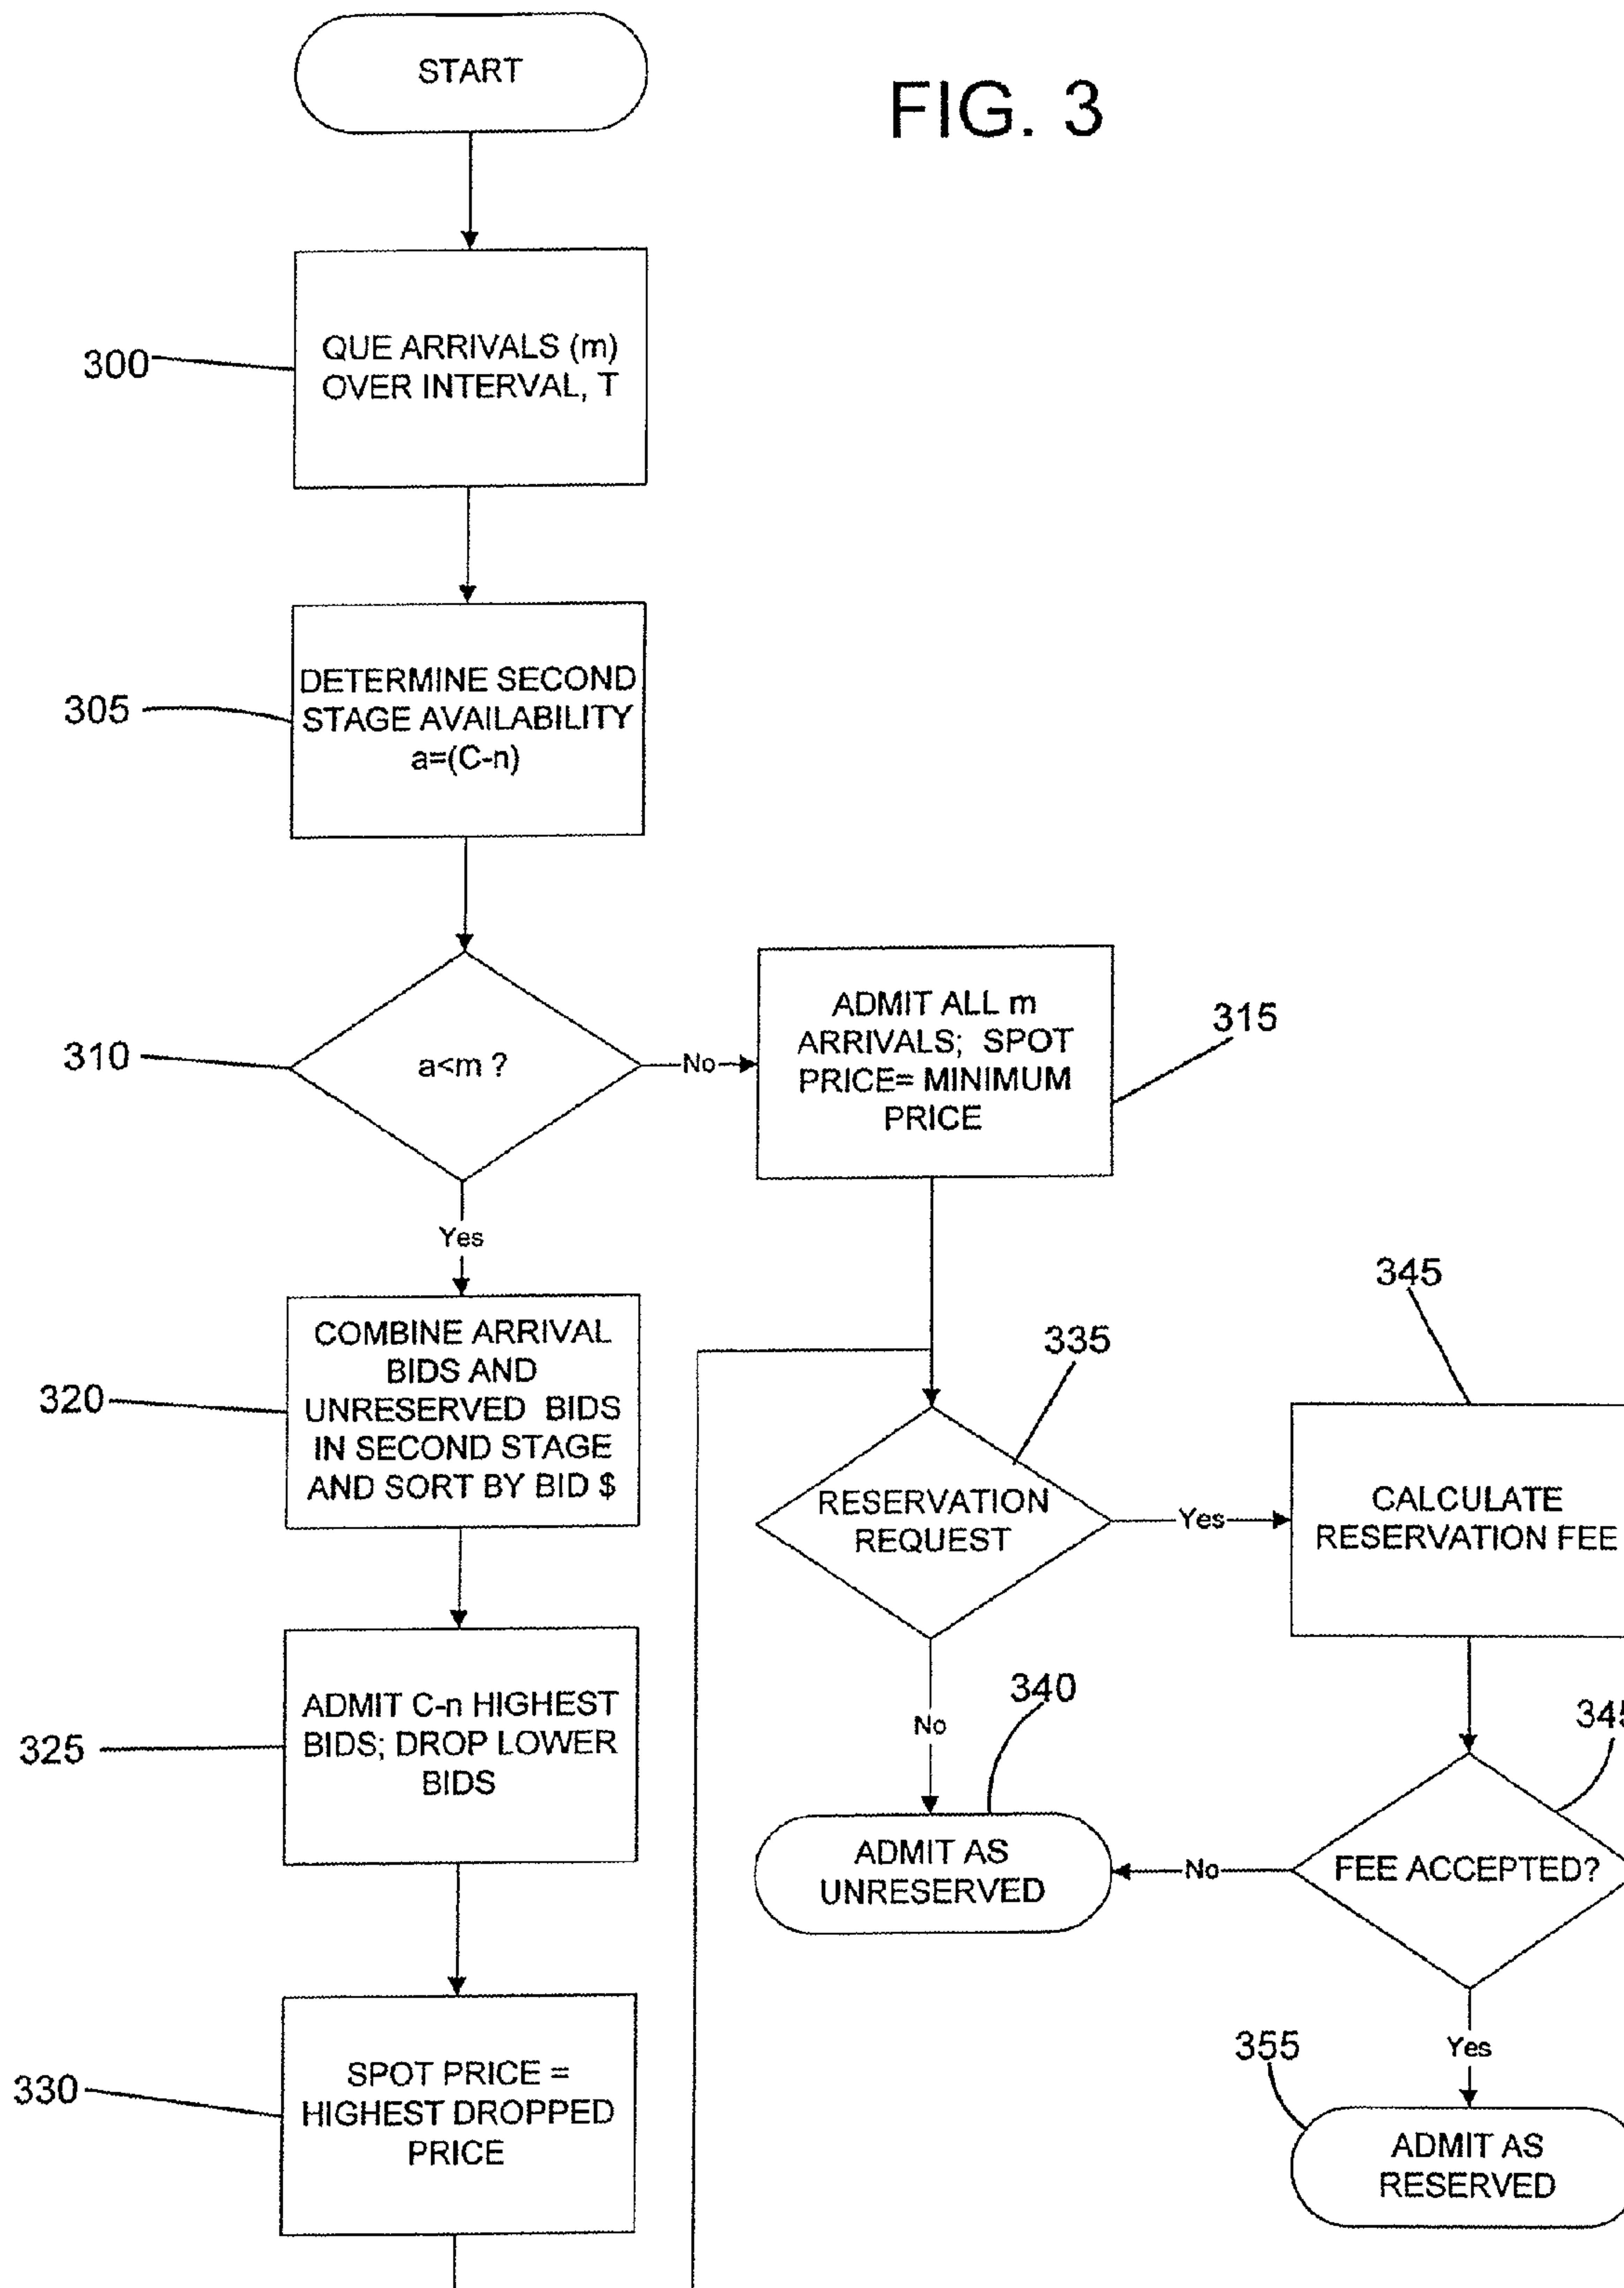 START
FIG. 3
300
QUE ARRIVALS (m)
OVER INTERVAL, T
305
DETERMINE SECOND
STAGE AVAILABILITY
a=(C-n)
310
a<m ?
No
ADMIT ALL m
ARRIVALS; SPOT
PRICE= MINIMUM
PRICE
315
Yes
320
COMBINE ARRIVAL
BIDS AND
UNRESERVED BIDS
IN SECOND STAGE
AND SORT BY BID $
335
RESERVATION
REQUEST
Yes
345
CALCULATE
RESERVATION FEE
325
ADMIT C-n HIGHEST
BIDS; DROP LOWER
BIDS
No
340
ADMIT AS
UNRESERVED
No
345
FEE ACCEPTED?
Yes
330
SPOT PRICE =
HIGHEST DROPPED
PRICE
355
ADMIT AS
RESERVED